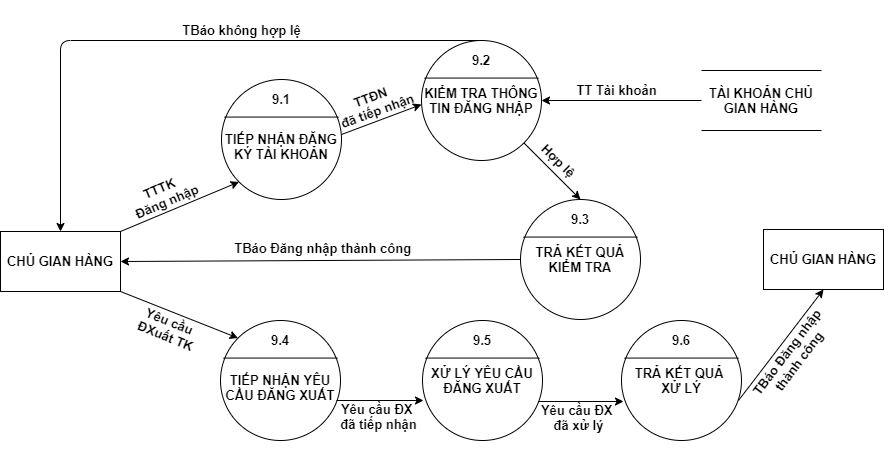 TBáo không hợp lệ
9.2
KIỂM TRA THÔNG
TIN ĐĂNG NHẬP
TT Tài khoản
TÀI KHOẢN CHỦ
GIAN HÀNG
9.1
TIẾP NHẬN ĐĂNG
KÝ TÀI KHOẢN
TTĐN
đã tiếp nhận
TTTK
Đăng nhập
Hợp lệ
9.3
TRẢ KẾT QUẢ
KIỂM TRA
TBáo Đăng nhập thành công
CHỦ GIAN HÀNG
CHỦ GIAN HÀNG
Yêu cầu
ĐXuất TK
9.4
TIẾP NHẬN YÊU
CẦU ĐĂNG XUẤT
Yêu cầu ĐX
đã tiếp nhận
9.5
XỬ LÝ YÊU CẦU
ĐĂNG XUẤT
Yêu cầu ĐX
đã xử lý
9.6
TRẢ KẾT QUẢ
XỬ LÝ
TBáo Đăng nhập
thành công